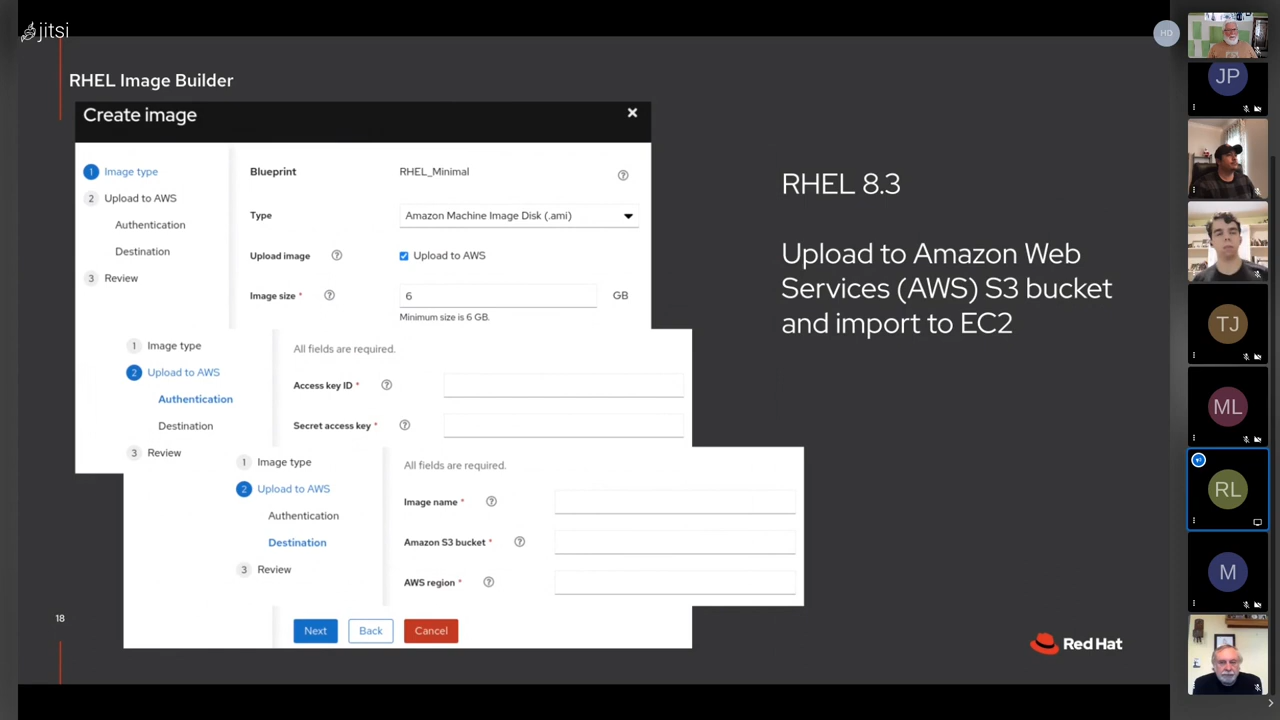 jitsi
RHEL Image Builder
Create image
1 Image type
2 Upload to AWS
Authentication
Destination
3 Review
Blueprint RHEL_Minimal
Type Amazon Machine Image Disk (.ami)
Upload image Upload to AWS
Image size * 6 GB
Minimum size is 6 GB.
1 Image type
2 Upload to AWS
Authentication
Destination
3 Review
All fields are required.
Access key ID *
Secret access key *
1 Image type
2 Upload to AWS
Authentication
Destination
3 Review
All fields are required.
Image name *
Amazon S3 bucket *
AWS region *
Next Back Cancel
RHEL 8.3
Upload to Amazon Web
Services (AWS) S3 bucket
and import to EC2
18
Red Hat
HD
JP
TJ
ML
RL
M